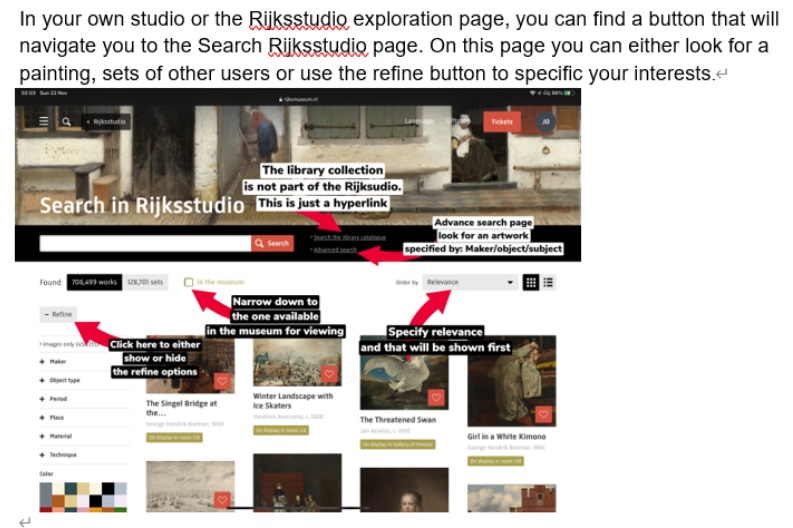 In your own studio or the Rijksstudio exploration page, you can find a button that will
navigate you to the Search Rijksstudio page. On this page you can either look for a
painting, sets of other users or use the refine button to specific your interests.
03:03 Sun 22 Nov
rijksmuseum.nl
98%
Rijksstudio
Tickets
JO
The library collection
is not part of the Rijksudio.
This is just a hyperlink
Search in Rijksstudio
Advance search page
look for an artwork
specified by: Maker/object/subject
Search
Search the library catalogue
Advanced search
Found:
706,499 works
128,701 sets
In the museum
Order by
Relevance
Narrow down to
the one available
in the museum for viewing
Specify relevance
and that will be shown first
- Refine
Click here to either
show or hide
the refine options
Images only
+ Maker
+ Object type
+ Period
+ Place
+ Material
+ Technique
Color
The Singel Bridge at
the...
George Hendrik Breitner, 1898
On display in room 1.18
Winter Landscape with
Ice Skaters
Hendrick Avercamp, c. 1608
On display in room 2.6
The Threatened Swan
Jan Asselijn, c. 1650
On display in Gallery of Honour
Girl in a White Kimono
George Hendrik Breitner, 1894
On display in room 1.18